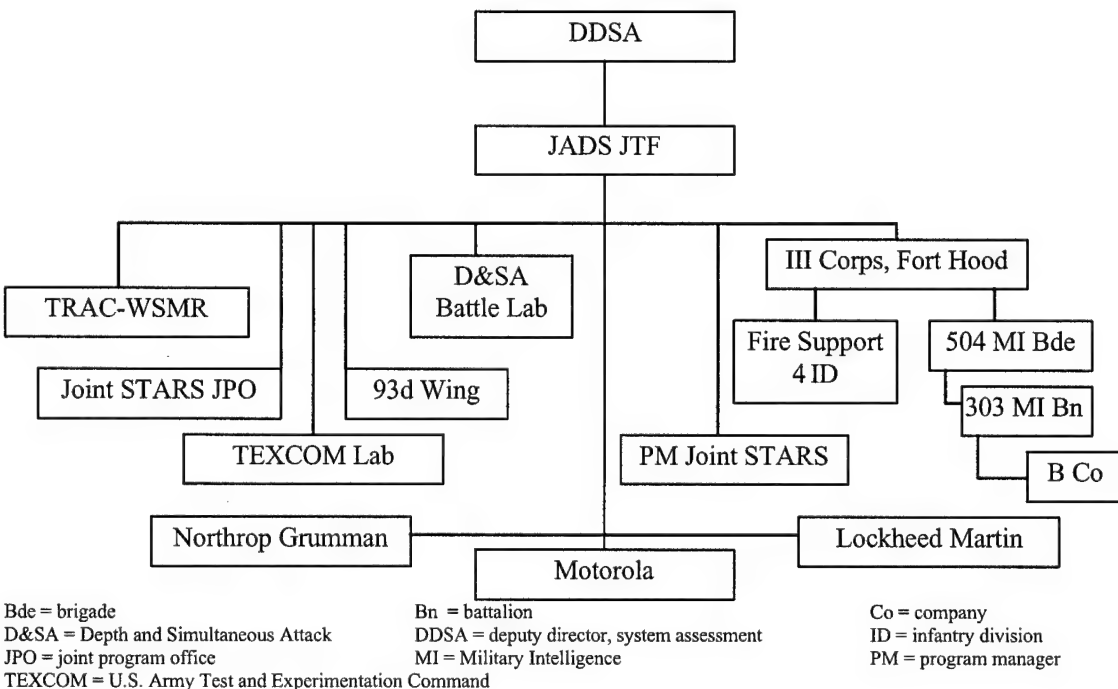 DDSA
JADS JTF
III Corps, Fort Hood
D&SA
Battle Lab
TRAC-WSMR
Fire Support
4 ID
504 MI Bde
Joint STARS JPO
93d Wing
303 MI Bn
TEXCOM Lab
PM Joint STARS
B Co
Northrop Grumman
Lockheed Martin
Motorola
Bde = brigade
Bn = battalion
Co = company
D&SA = Depth and Simultaneous Attack
DDSA = deputy director, system assessment
ID = infantry division
JPO = joint program office
MI = Military Intelligence
PM = program manager
TEXCOM = U.S. Army Test and Experimentation Command